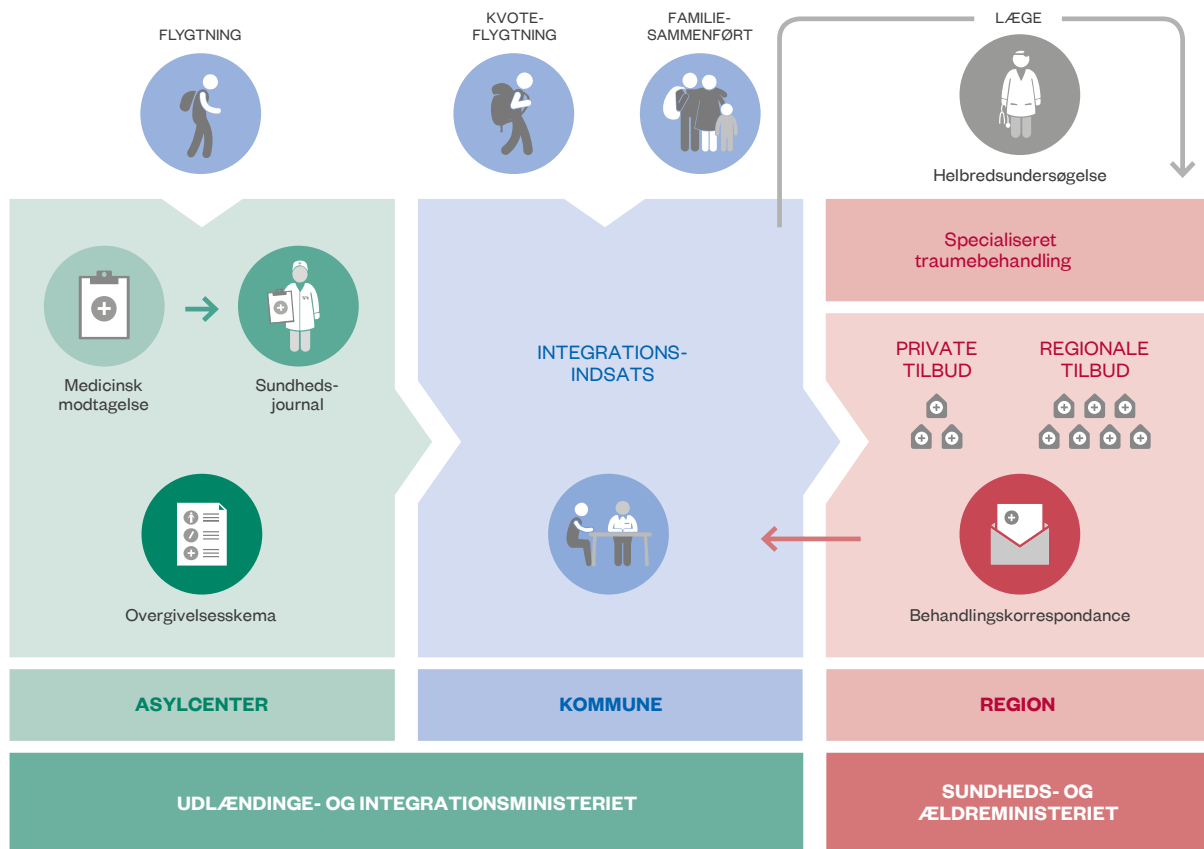 FLYGTNING
KVOTE-
FLYGTNING
FAMILIE-
SAMMENFØRT
LÆGE
Helbredsundersøgelse
Medicinsk
modtagelse
Sundheds-
journal
Overgivelsesskema
INTEGRATIONS-
INDSATS
Specialiseret
traumebehandling
PRIVATE
TILBUD
REGIONALE
TILBUD
Behandlingskorrespondance
ASYLCENTER
KOMMUNE
REGION
UDLÆNDINGE- OG INTEGRATIONSMINISTERIET
SUNDHEDS- OG
ÆLDREMINISTERIET